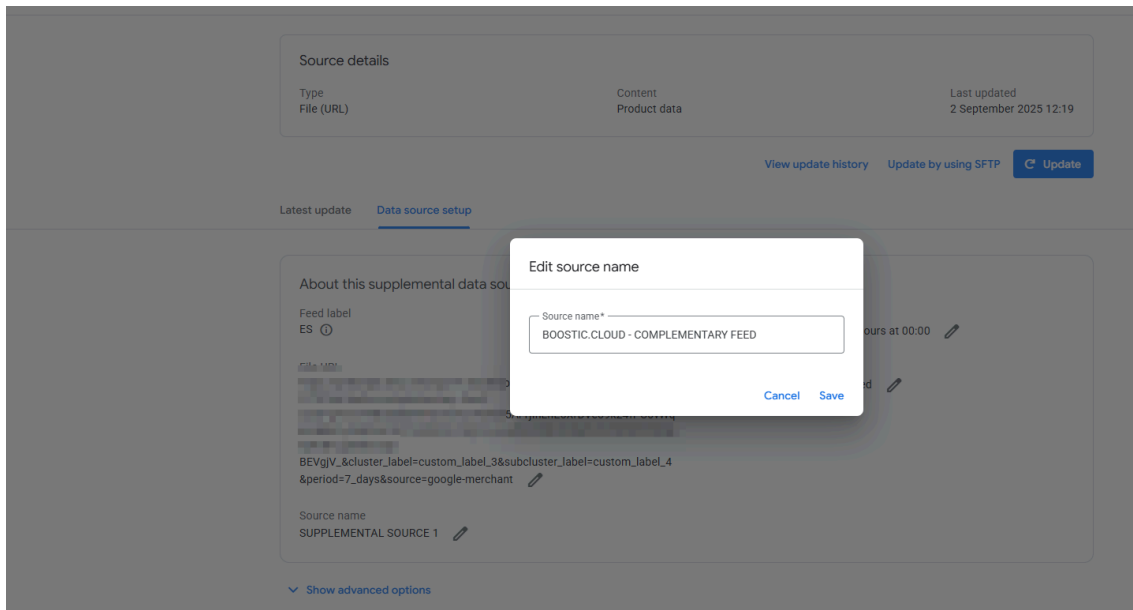 Source details
Type
File (URL)
Content
Product data
Last updated
2 September 2025 12:19
View update history
Update by using SFTP
Update
Latest update
Data source setup
About this supplemental data sou
Feed label
ES
ours at 00:00
File URL
Edit source name
Source name*
BOOSTIC.CLOUD - COMPLEMENTARY FEED
Cancel
Save
BEVgjV_&cluster_label=custom_label_3&subcluster_label=custom_label_4
&period=7_days&source=google-merchant
Source name
SUPPLEMENTAL SOURCE 1
Show advanced options